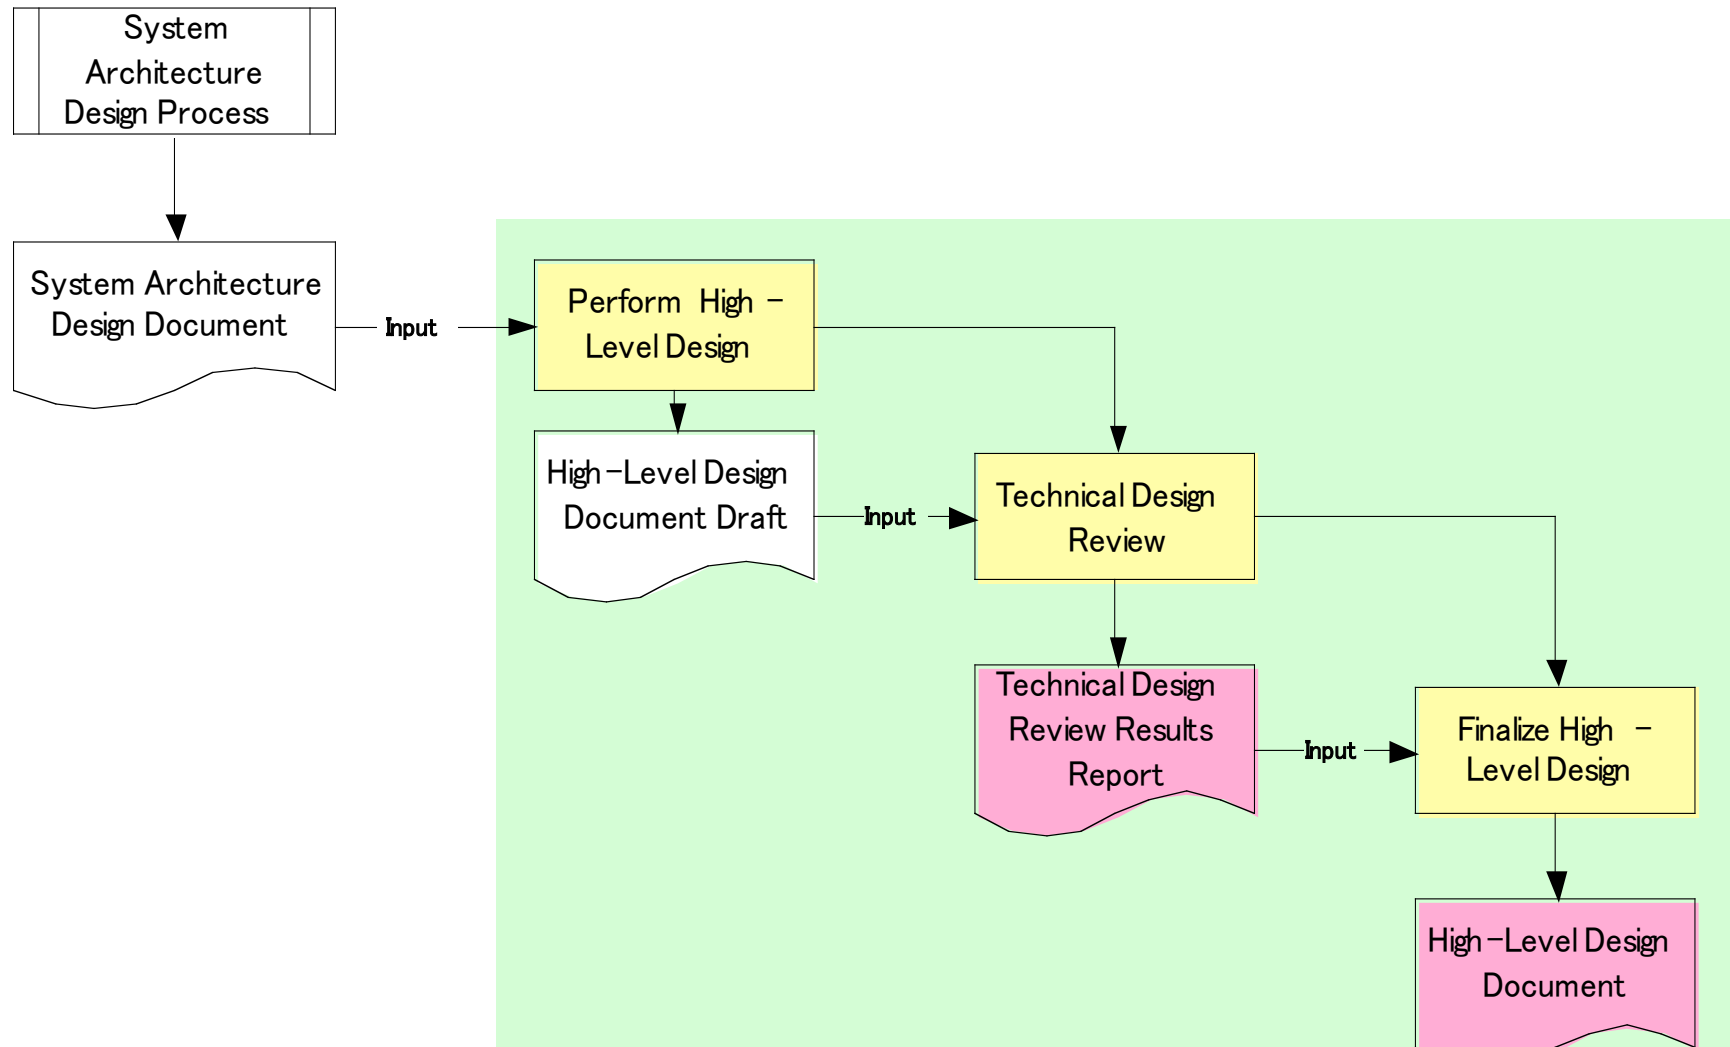 System
Architecture
Design Process
System Architecture
Design Document
Input
Perform High -
Level Design
High-Level Design
Document Draft
Input
Technical Design
Review
Technical Design
Review Results
Report
Input
Finalize High -
Level Design
High-Level Design
Document